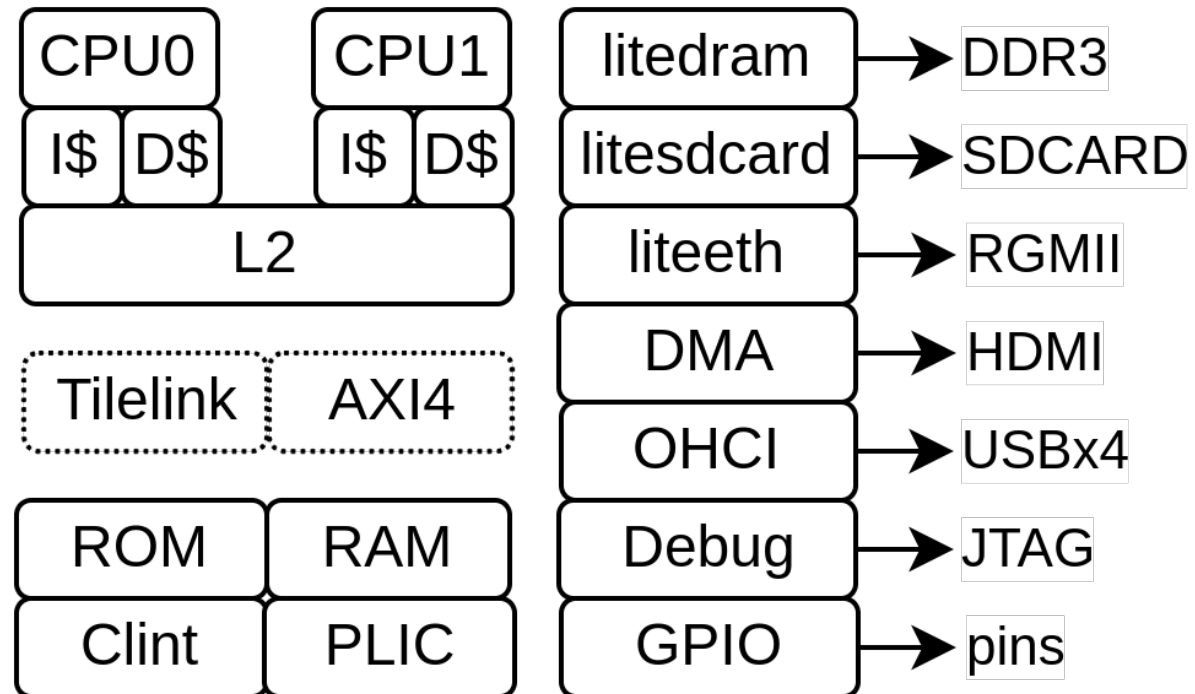 CPU0 CPU1
I$ D$ I$ D$
L2
Tilelink AXI4
ROM RAM
Clint PLIC
litedram DDR3
litesdcard SDCARD
liteeth RGMII
DMA HDMI
OHCI USBx4
Debug JTAG
GPIO pins